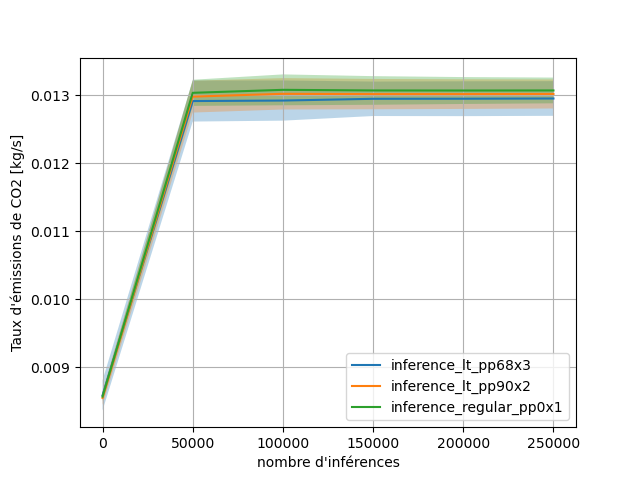 Taux d'émissions de CO2 [kg/s]
0.013
0.012
0.011
0.010
0.009
inference_lt_pp68x3
inference_lt_pp90x2
inference_regular_pp0x1
0 50000 100000 150000 200000 250000
nombre d'inférences